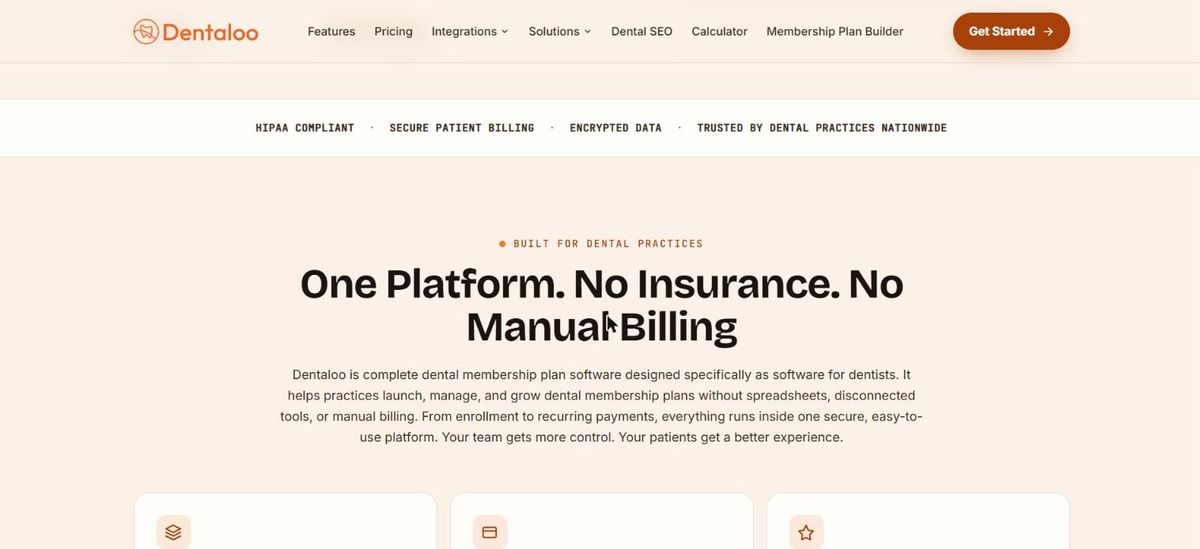 Dentaloo
Features Pricing Integrations Solutions Dental SEO Calculator Membership Plan Builder Get Started →
HIPAA COMPLIANT · SECURE PATIENT BILLING · ENCRYPTED DATA · TRUSTED BY DENTAL PRACTICES NATIONWIDE
BUILT FOR DENTAL PRACTICES
One Platform. No Insurance. No
Manual Billing
Dentaloo is complete dental membership plan software designed specifically as software for dentists. It
helps practices launch, manage, and grow dental membership plans without spreadsheets, disconnected
tools, or manual billing. From enrollment to recurring payments, everything runs inside one secure, easy-to-
use platform. Your team gets more control. Your patients get a better experience.